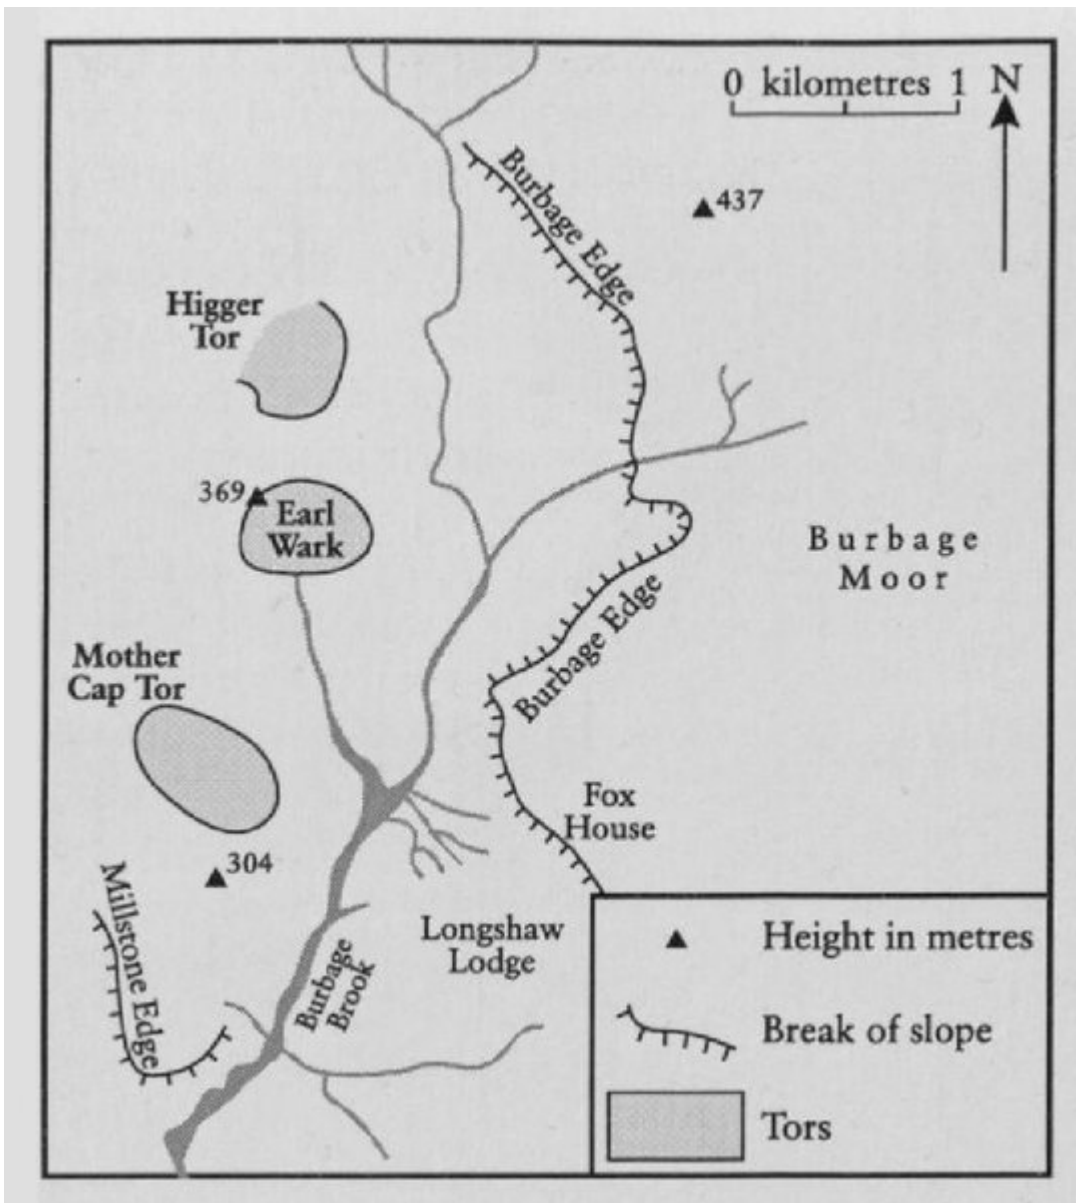 0 kilometres 1
N
437
Burbage Edge
Higger
Tor
369
Earl
Wark
Burbage
Moor
Burbage Edge
Mother
Cap Tor
Fox
House
304
Millstone Edge
Longshaw
Lodge
Burbage
Brook
Height in metres
Break of slope
Tors